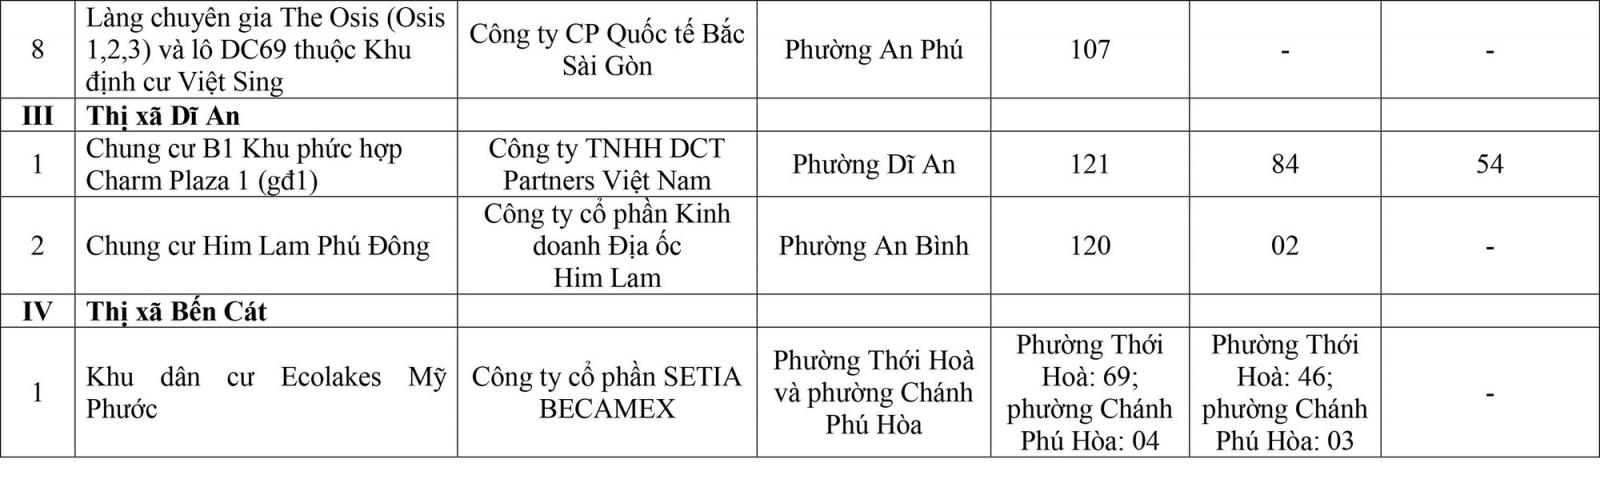 8
Làng chuyên gia The Osis (Osis
1,2,3) và lô DC69 thuộc Khu
định cư Việt Sing
Công ty CP Quốc tế Bắc
Sài Gòn
Phường An Phú
107
-
-
III
Thị xã Dĩ An
1
Chung cư B1 Khu phức hợp
Charm Plaza 1 (gđ1)
Công ty TNHH DCT
Partners Việt Nam
Phường Dĩ An
121
84
54
2
Chung cư Him Lam Phú Đông
Công ty cổ phần Kinh
doanh Địa ốc
Him Lam
Phường An Bình
120
02
-
IV
Thị xã Bến Cát
1
Khu dân cư Ecolakes Mỹ
Phước
Công ty cổ phần SETIA
BECAMEX
Phường Thới Hoà
và phường Chánh
Phú Hòa
Phường Thới
Hoà: 69;
phường Chánh
Phú Hòa: 04
Phường Thới
Hoà: 46;
phường Chánh
Phú Hòa: 03
-